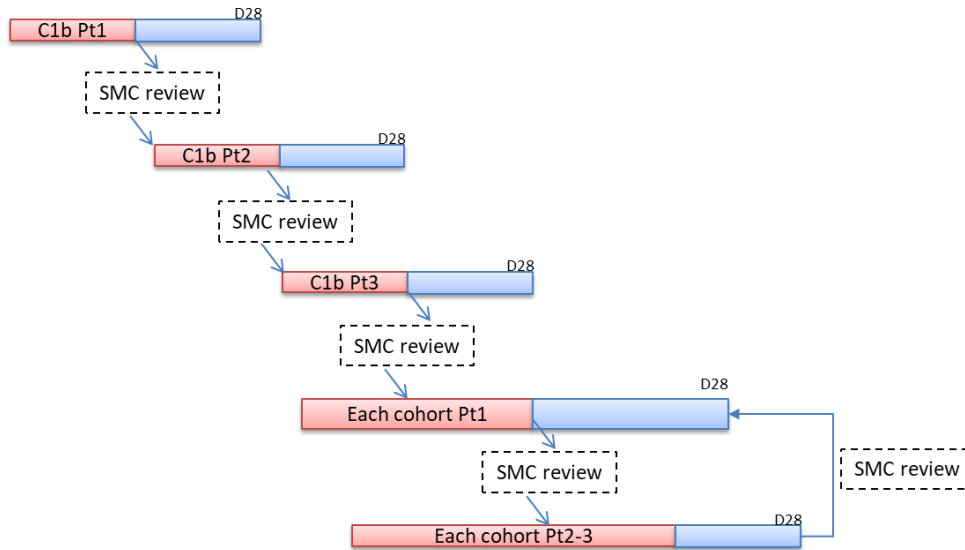 D28
C1b Pt1
SMC review
D28
C1b Pt2
SMC review
D28
C1b Pt3
SMC review
D28
Each cohort Pt1
SMC review
SMC review
D28
Each cohort Pt2-3